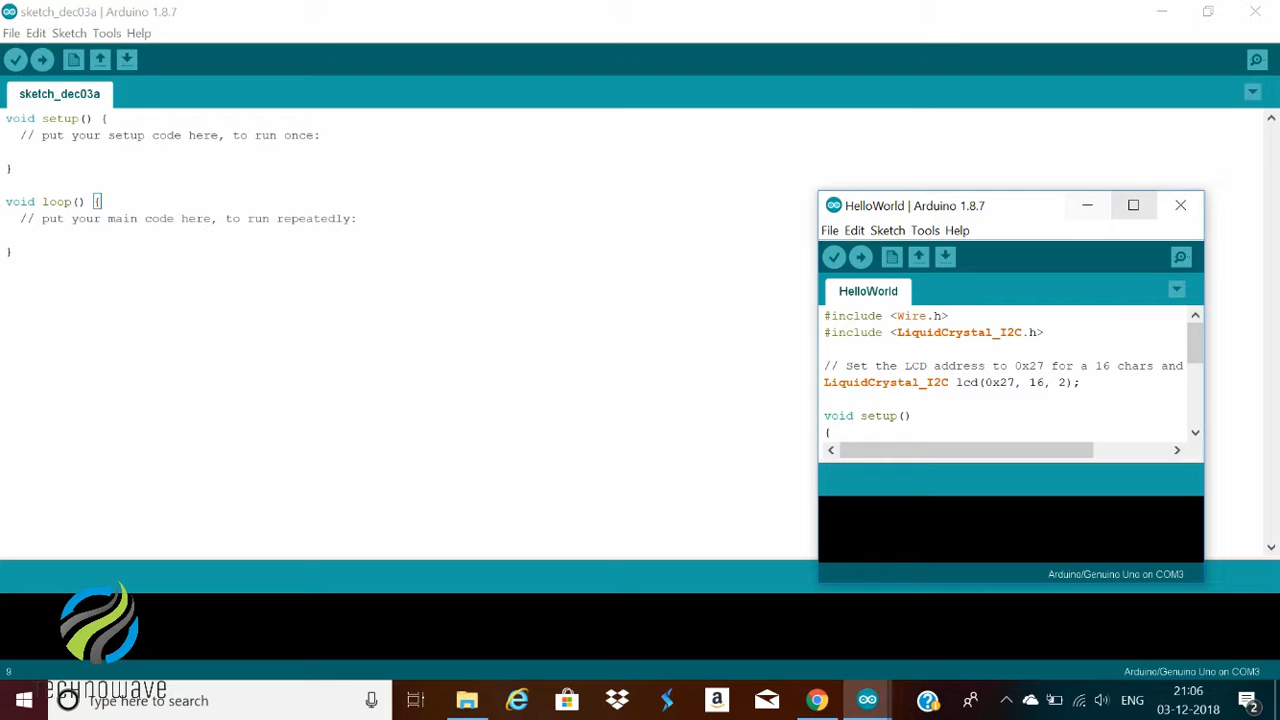 sketch_dec03a | Arduino 1.8.7
File Edit Sketch Tools Help
sketch_dec03a
void setup() {
// put your setup code here, to run once:
}
void loop() {
// put your main code here, to run repeatedly:
}
HelloWorld | Arduino 1.8.7
File Edit Sketch Tools Help
HelloWorld
#include <Wire.h>
#include <LiquidCrystal_I2C.h>
// Set the LCD address to 0x27 for a 16 chars and
LiquidCrystal_I2C lcd(0x27, 16, 2);
void setup()
{
Arduino/Genuino Uno on COM3
9
Arduino/Genuino Uno on COM3
Technowave
Type here to search
ENG
21:06
03-12-2018
2